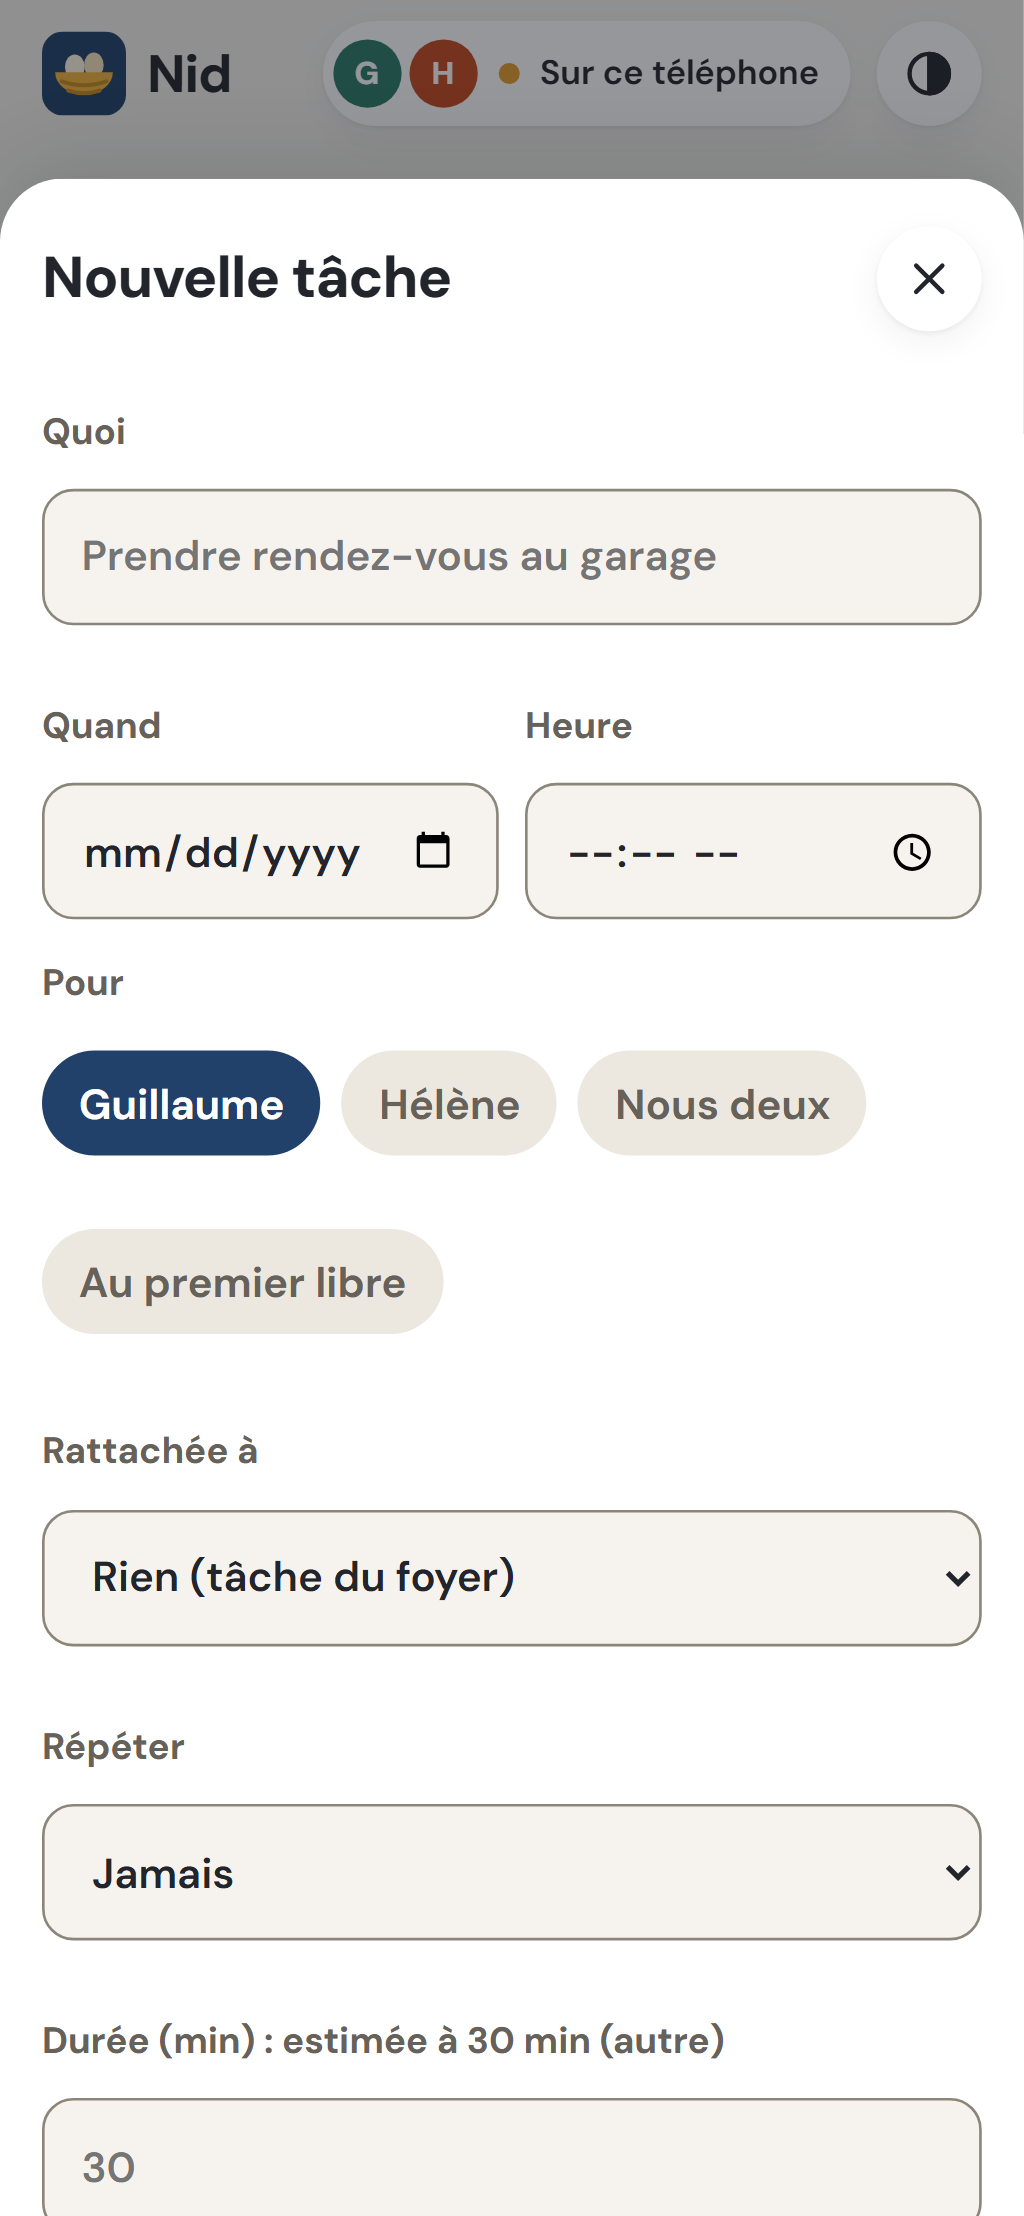 Nid
G H Sur ce téléphone
Nouvelle tâche
Quoi
Prendre rendez-vous au garage
Quand Heure
mm/dd/yyyy --:-- --
Pour
Guillaume Hélène Nous deux
Au premier libre
Rattachée à
Rien (tâche du foyer)
Répéter
Jamais
Durée (min) : estimée à 30 min (autre)
30